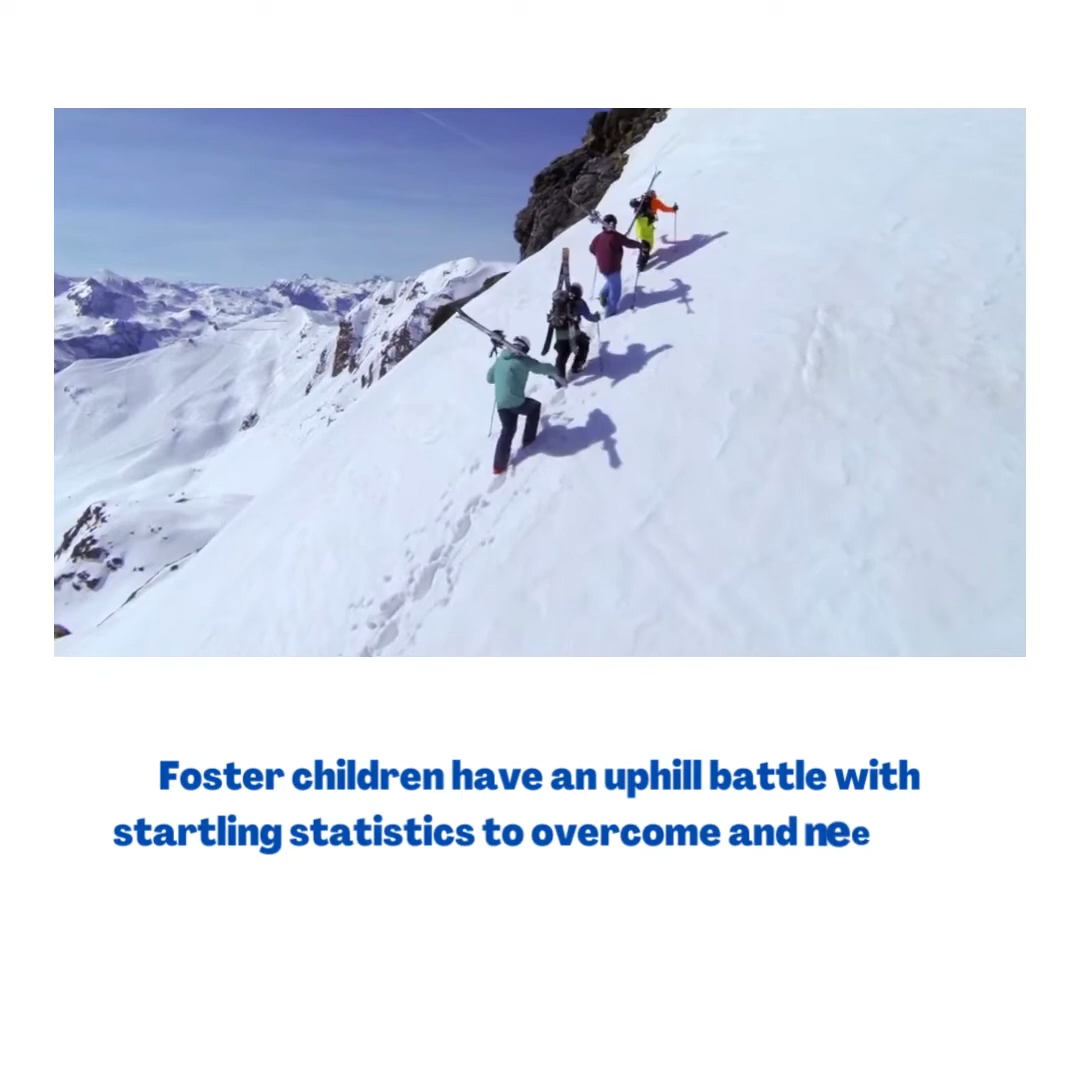 Foster children have an uphill battle with
startling statistics to overcome and nee